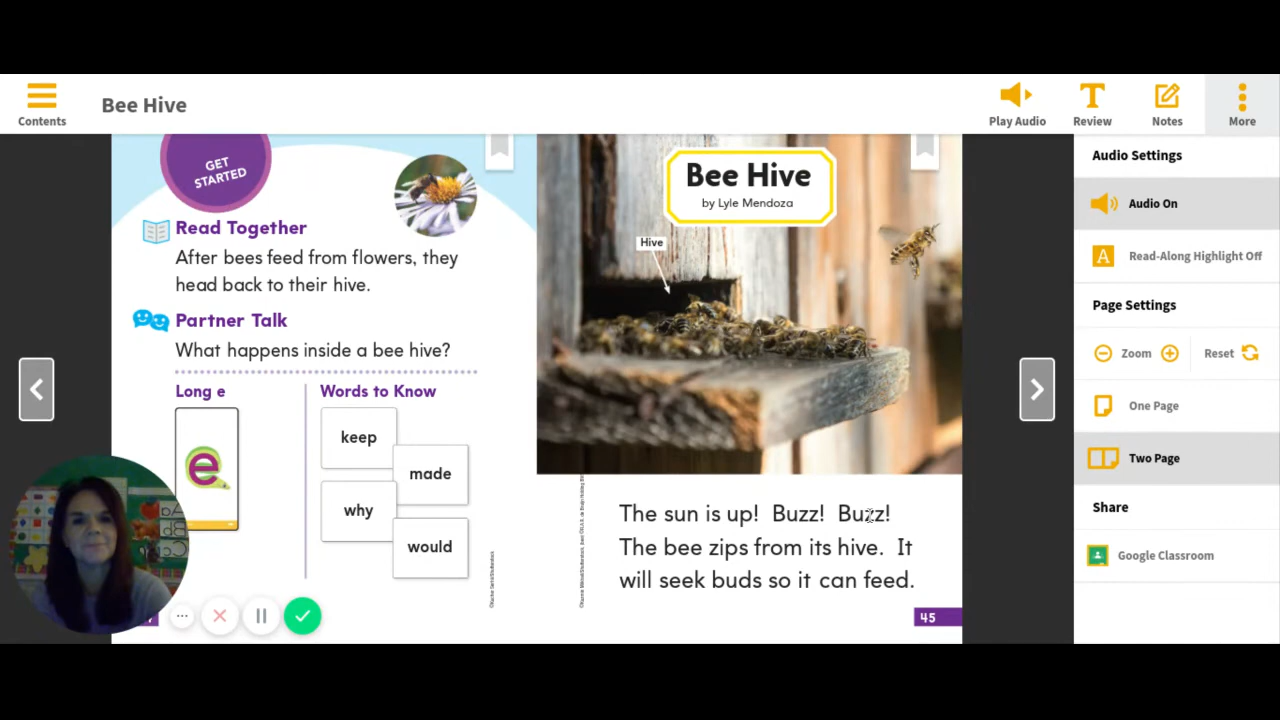 Contents
Bee Hive
Play Audio
Review
Notes
More
GET
STARTED
Read Together
After bees feed from flowers, they
head back to their hive.
Partner Talk
What happens inside a bee hive?
Long e
e
Words to Know
keep
made
why
would
Bee Hive
by Lyle Mendoza
Hive
The sun is up! Buzz! Buzz!
The bee zips from its hive. It
will seek buds so it can feed.
45
Audio Settings
Audio On
A Read-Along Highlight Off
Page Settings
Zoom Reset
One Page
Two Page
Share
Google Classroom